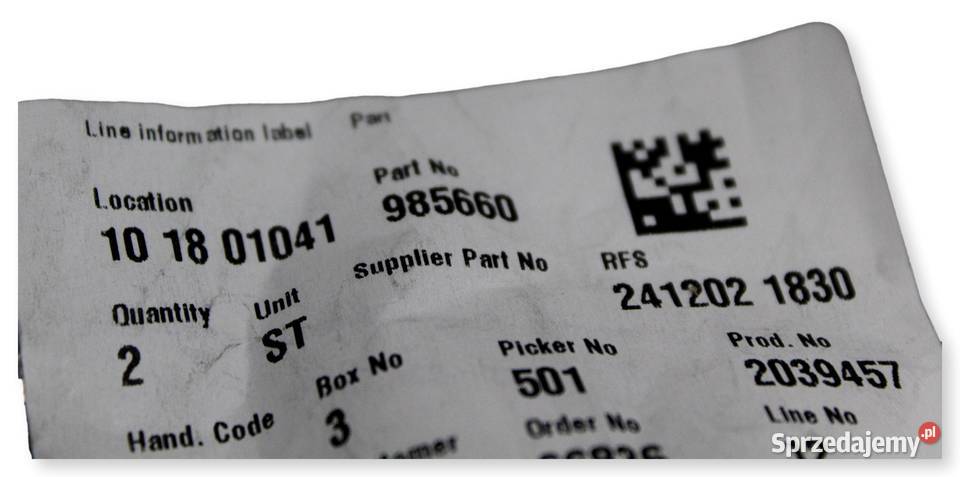 Line information label Part
Location
10 18 01041
Part No
985660
Supplier Part No
RFS
241202 1830
Quantity
2
Unit
ST
Box No
3
Picker No
501
Prod. No
2039457
Hand. Code
Order No
Line No
Sprzedajemy.pl